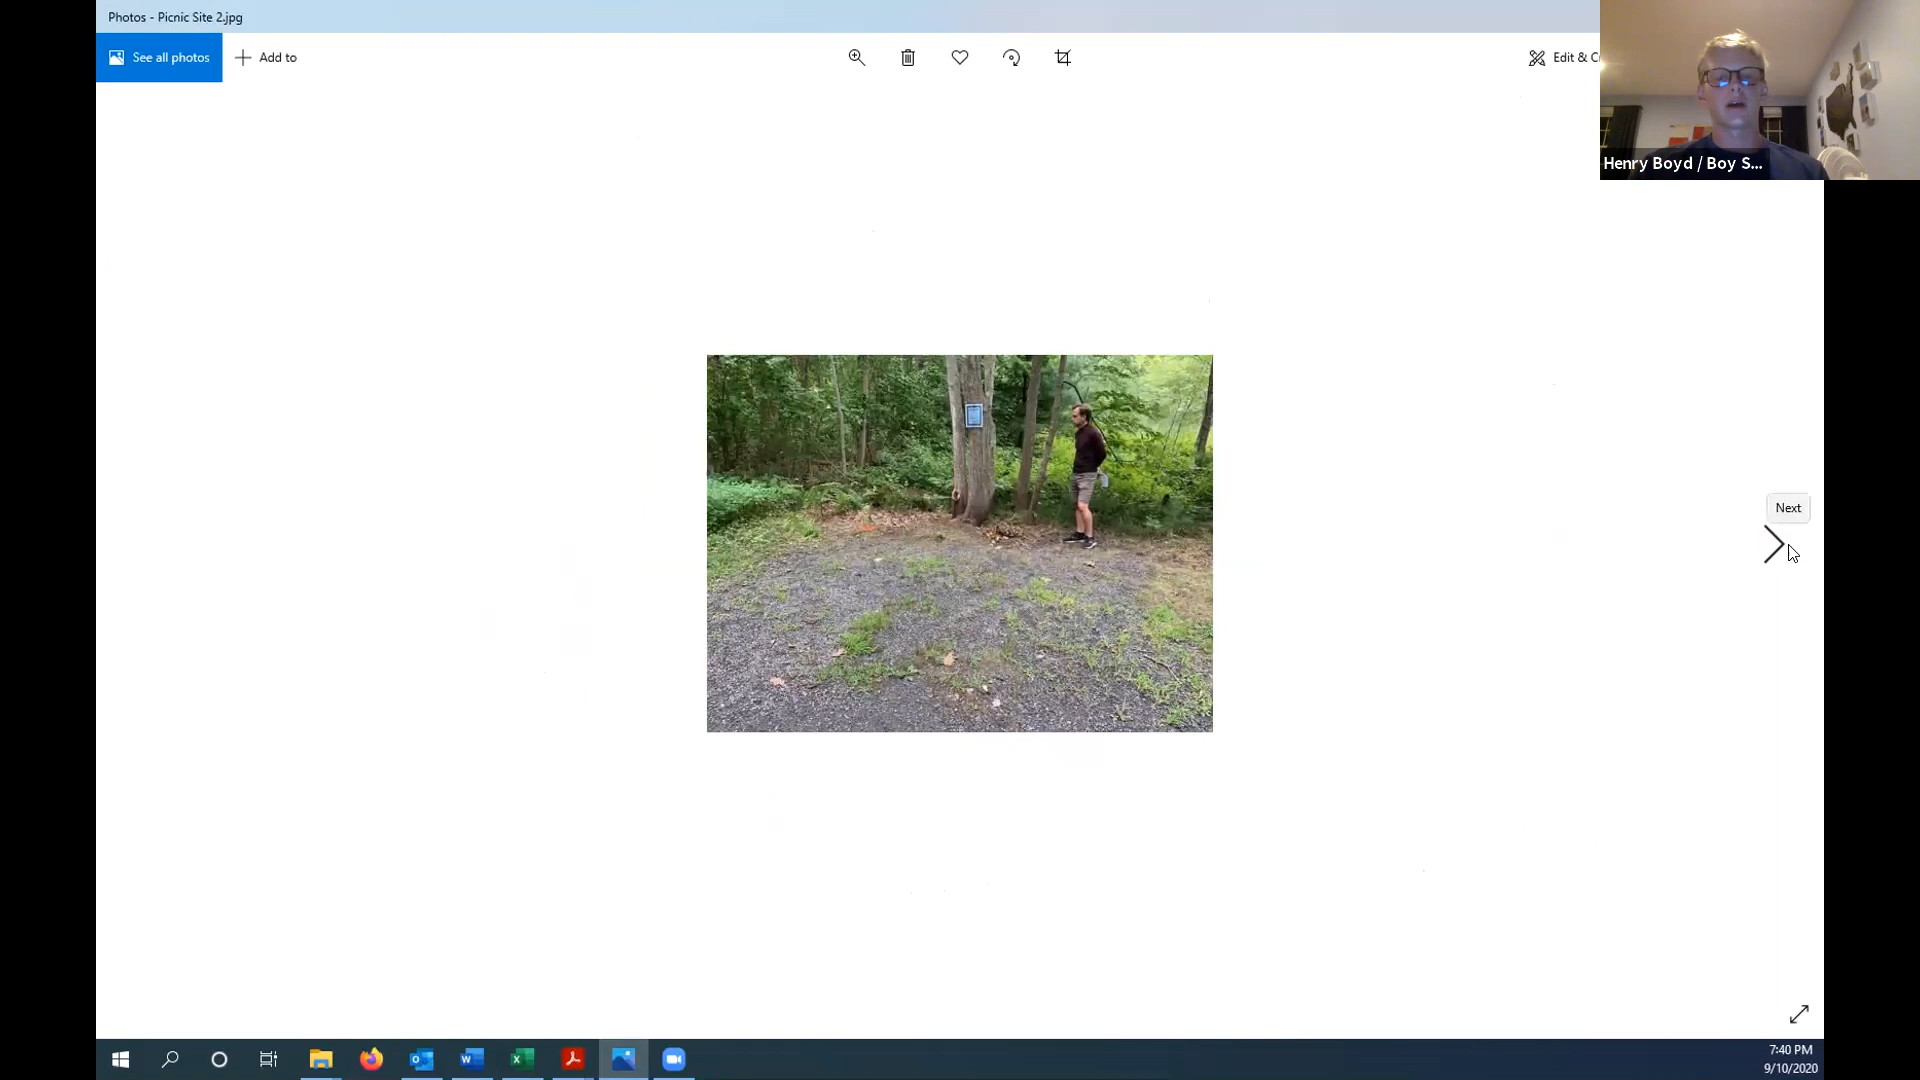 Photos - Picnic Site 2.jpg
See all photos
Add to
Edit & C
Henry Boyd / Boy S...
Next
7:40 PM
9/10/2020